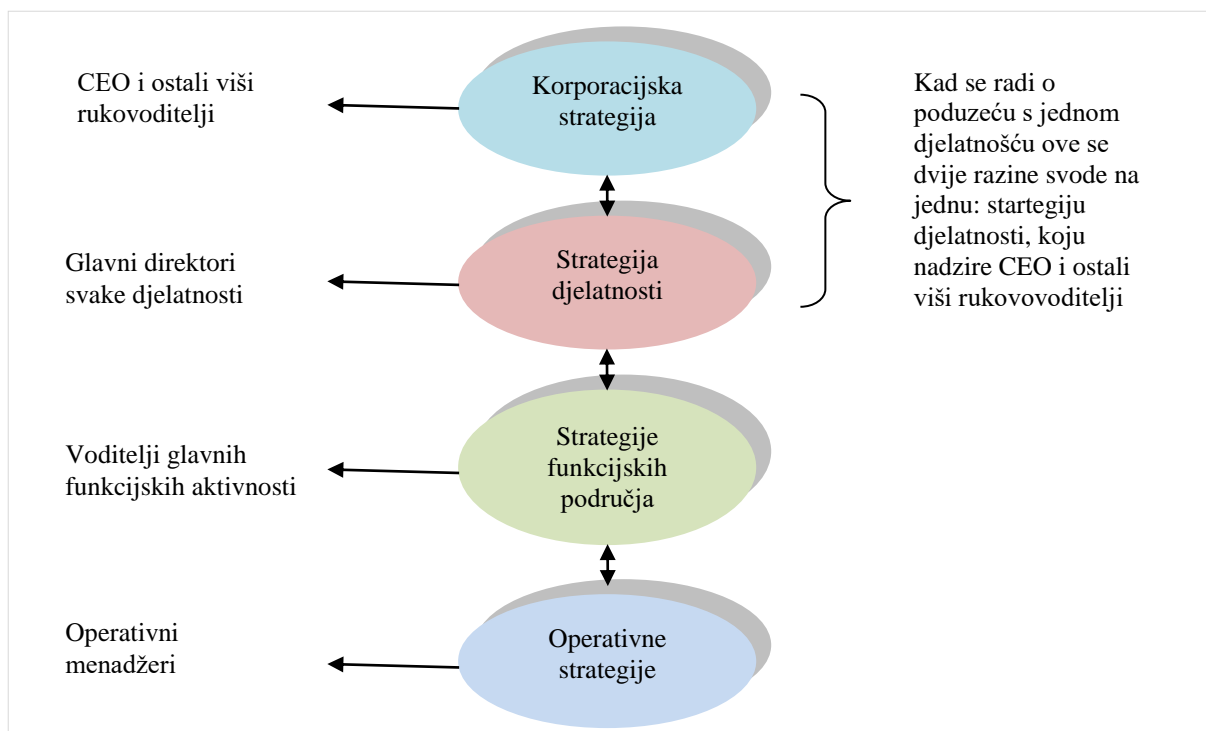 CEO i ostali viši
rukovoditelji
Korporacijska
strategija
Kad se radi o
poduzeću s jednom
djelatnošću ove se
dvije razine svode na
jednu: startegiju
djelatnosti, koju
nadzire CEO i ostali
viši rukovovoditelji
Glavni direktori
svake djelatnosti
Strategija
djelatnosti
Voditelji glavnih
funkcijskih aktivnosti
Strategije
funkcijskih
područja
Operativni
menadžeri
Operativne
strategije